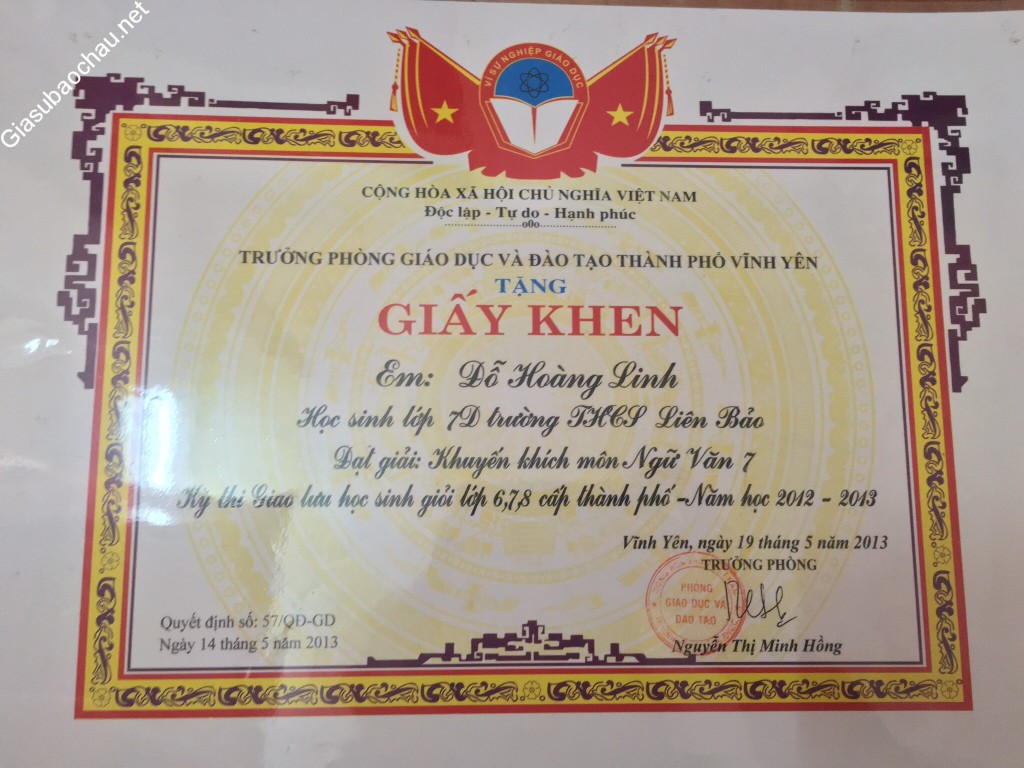 Giasubaochau.net
VÌ SỰ NGHIỆP GIÁO DỤC
CỘNG HÒA XÃ HỘI CHỦ NGHĨA VIỆT NAM
Độc lập - Tự do - Hạnh phúc
o0o
TRƯỞNG PHÒNG GIÁO DỤC VÀ ĐÀO TẠO THÀNH PHỐ VĨNH YÊN
TẶNG
GIẤY KHEN
Em: Đỗ Hoàng Linh
Học sinh lớp 7D trường THCS Liên Bảo
Đạt giải: Khuyến khích môn Ngữ Văn 7
Kỳ thi Giao lưu học sinh giỏi lớp 6,7,8 cấp thành phố -Năm học 2012 - 2013
Vĩnh Yên, ngày 19 tháng 5 năm 2013
TRƯỞNG PHÒNG
PHÒNG
GIÁO DỤC VÀ
ĐÀO TẠO
Quyết định số: 57/QĐ-GD
Ngày 14 tháng 5 năm 2013
Nguyễn Thị Minh Hồng